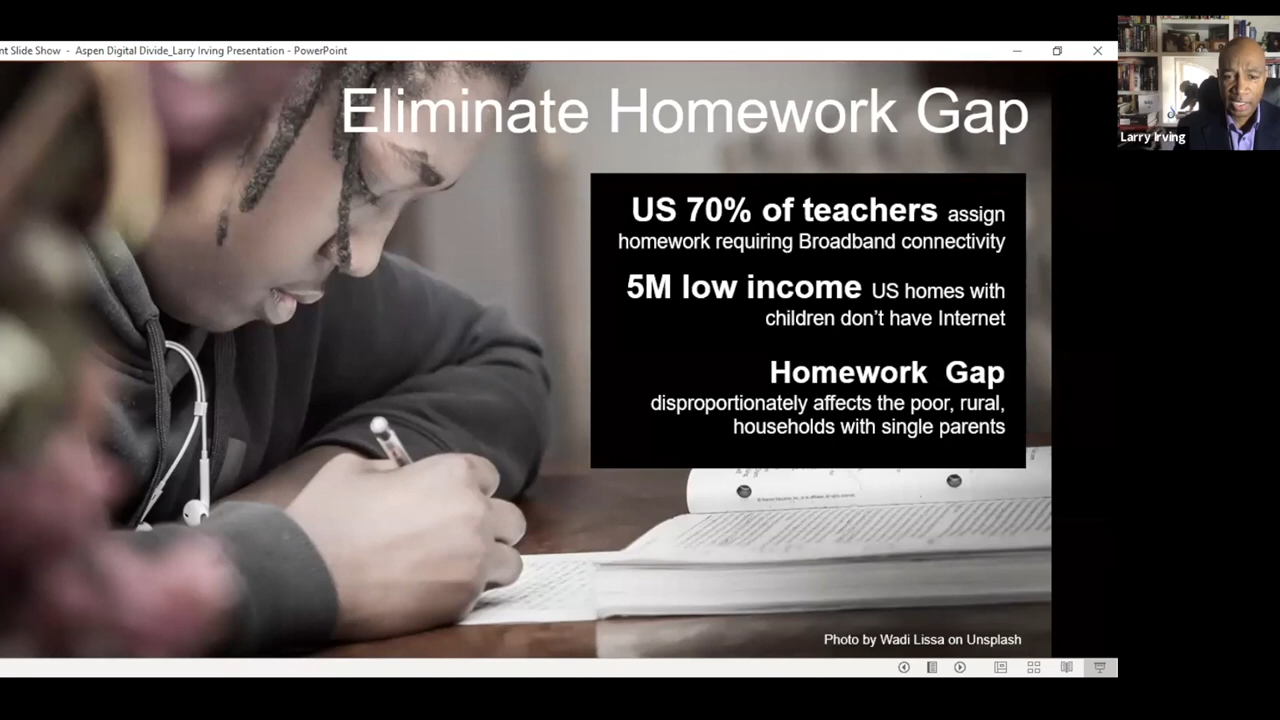 nt Slide Show - Aspen Digital Divide_Larry Irving Presentation - PowerPoint
Larry Irving
Eliminate Homework Gap
US 70% of teachers assign
homework requiring Broadband connectivity
5M low income US homes with
children don't have Internet
Homework Gap
disproportionately affects the poor, rural,
households with single parents
Photo by Wadi Lissa on Unsplash